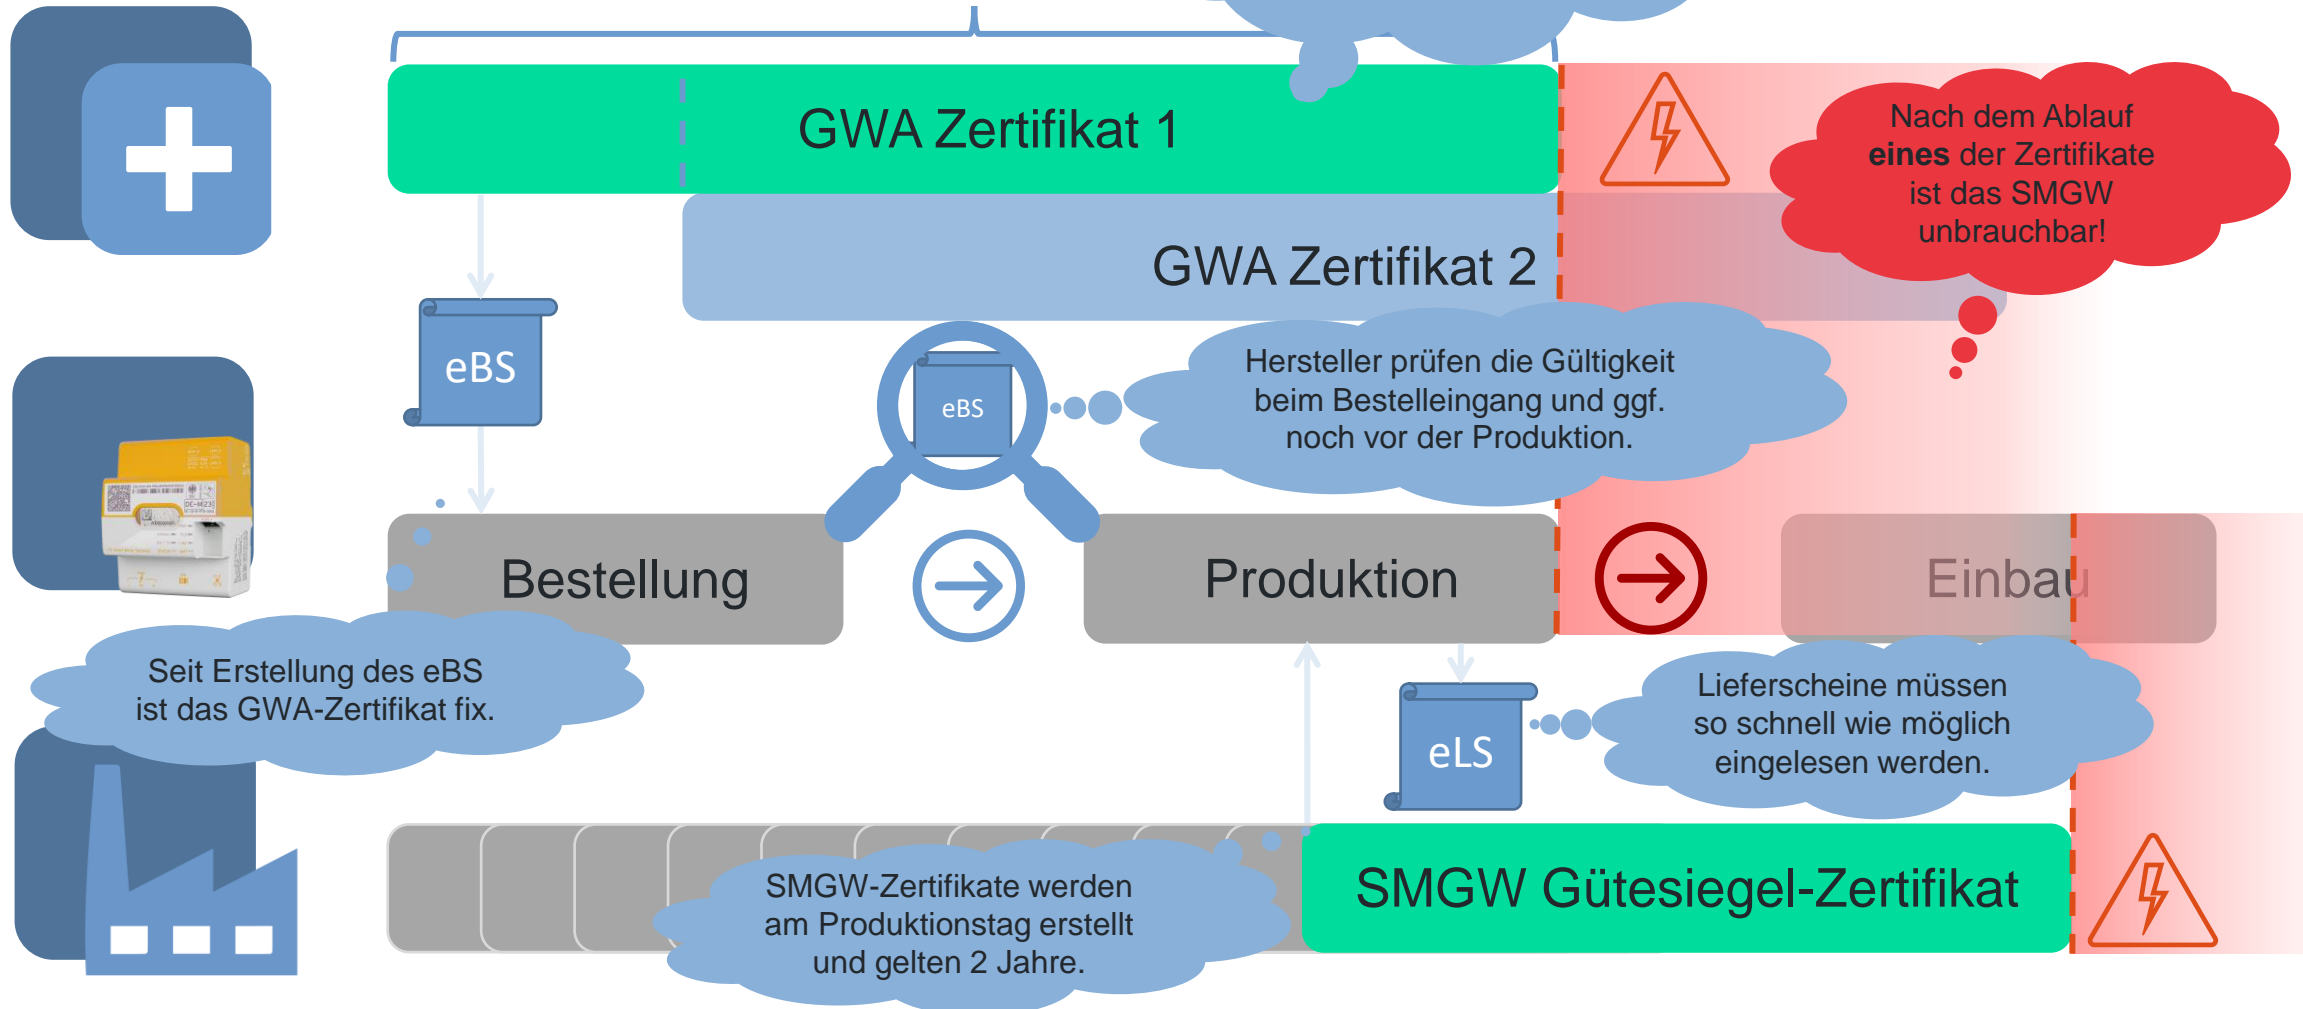 GWA Zertifikat 1
Nach dem Ablauf
eines der Zertifikate
ist das SMGW
unbrauchbar!
GWA Zertifikat 2
eBS
eBS
Hersteller prüfen die Gültigkeit
beim Bestelleingang und ggf.
noch vor der Produktion.
Bestellung
Produktion
Einbau
Seit Erstellung des eBS
ist das GWA-Zertifikat fix.
eLS
Lieferscheine müssen
so schnell wie möglich
eingelesen werden.
SMGW-Zertifikate werden
am Produktionstag erstellt
und gelten 2 Jahre.
SMGW Gütesiegel-Zertifikat